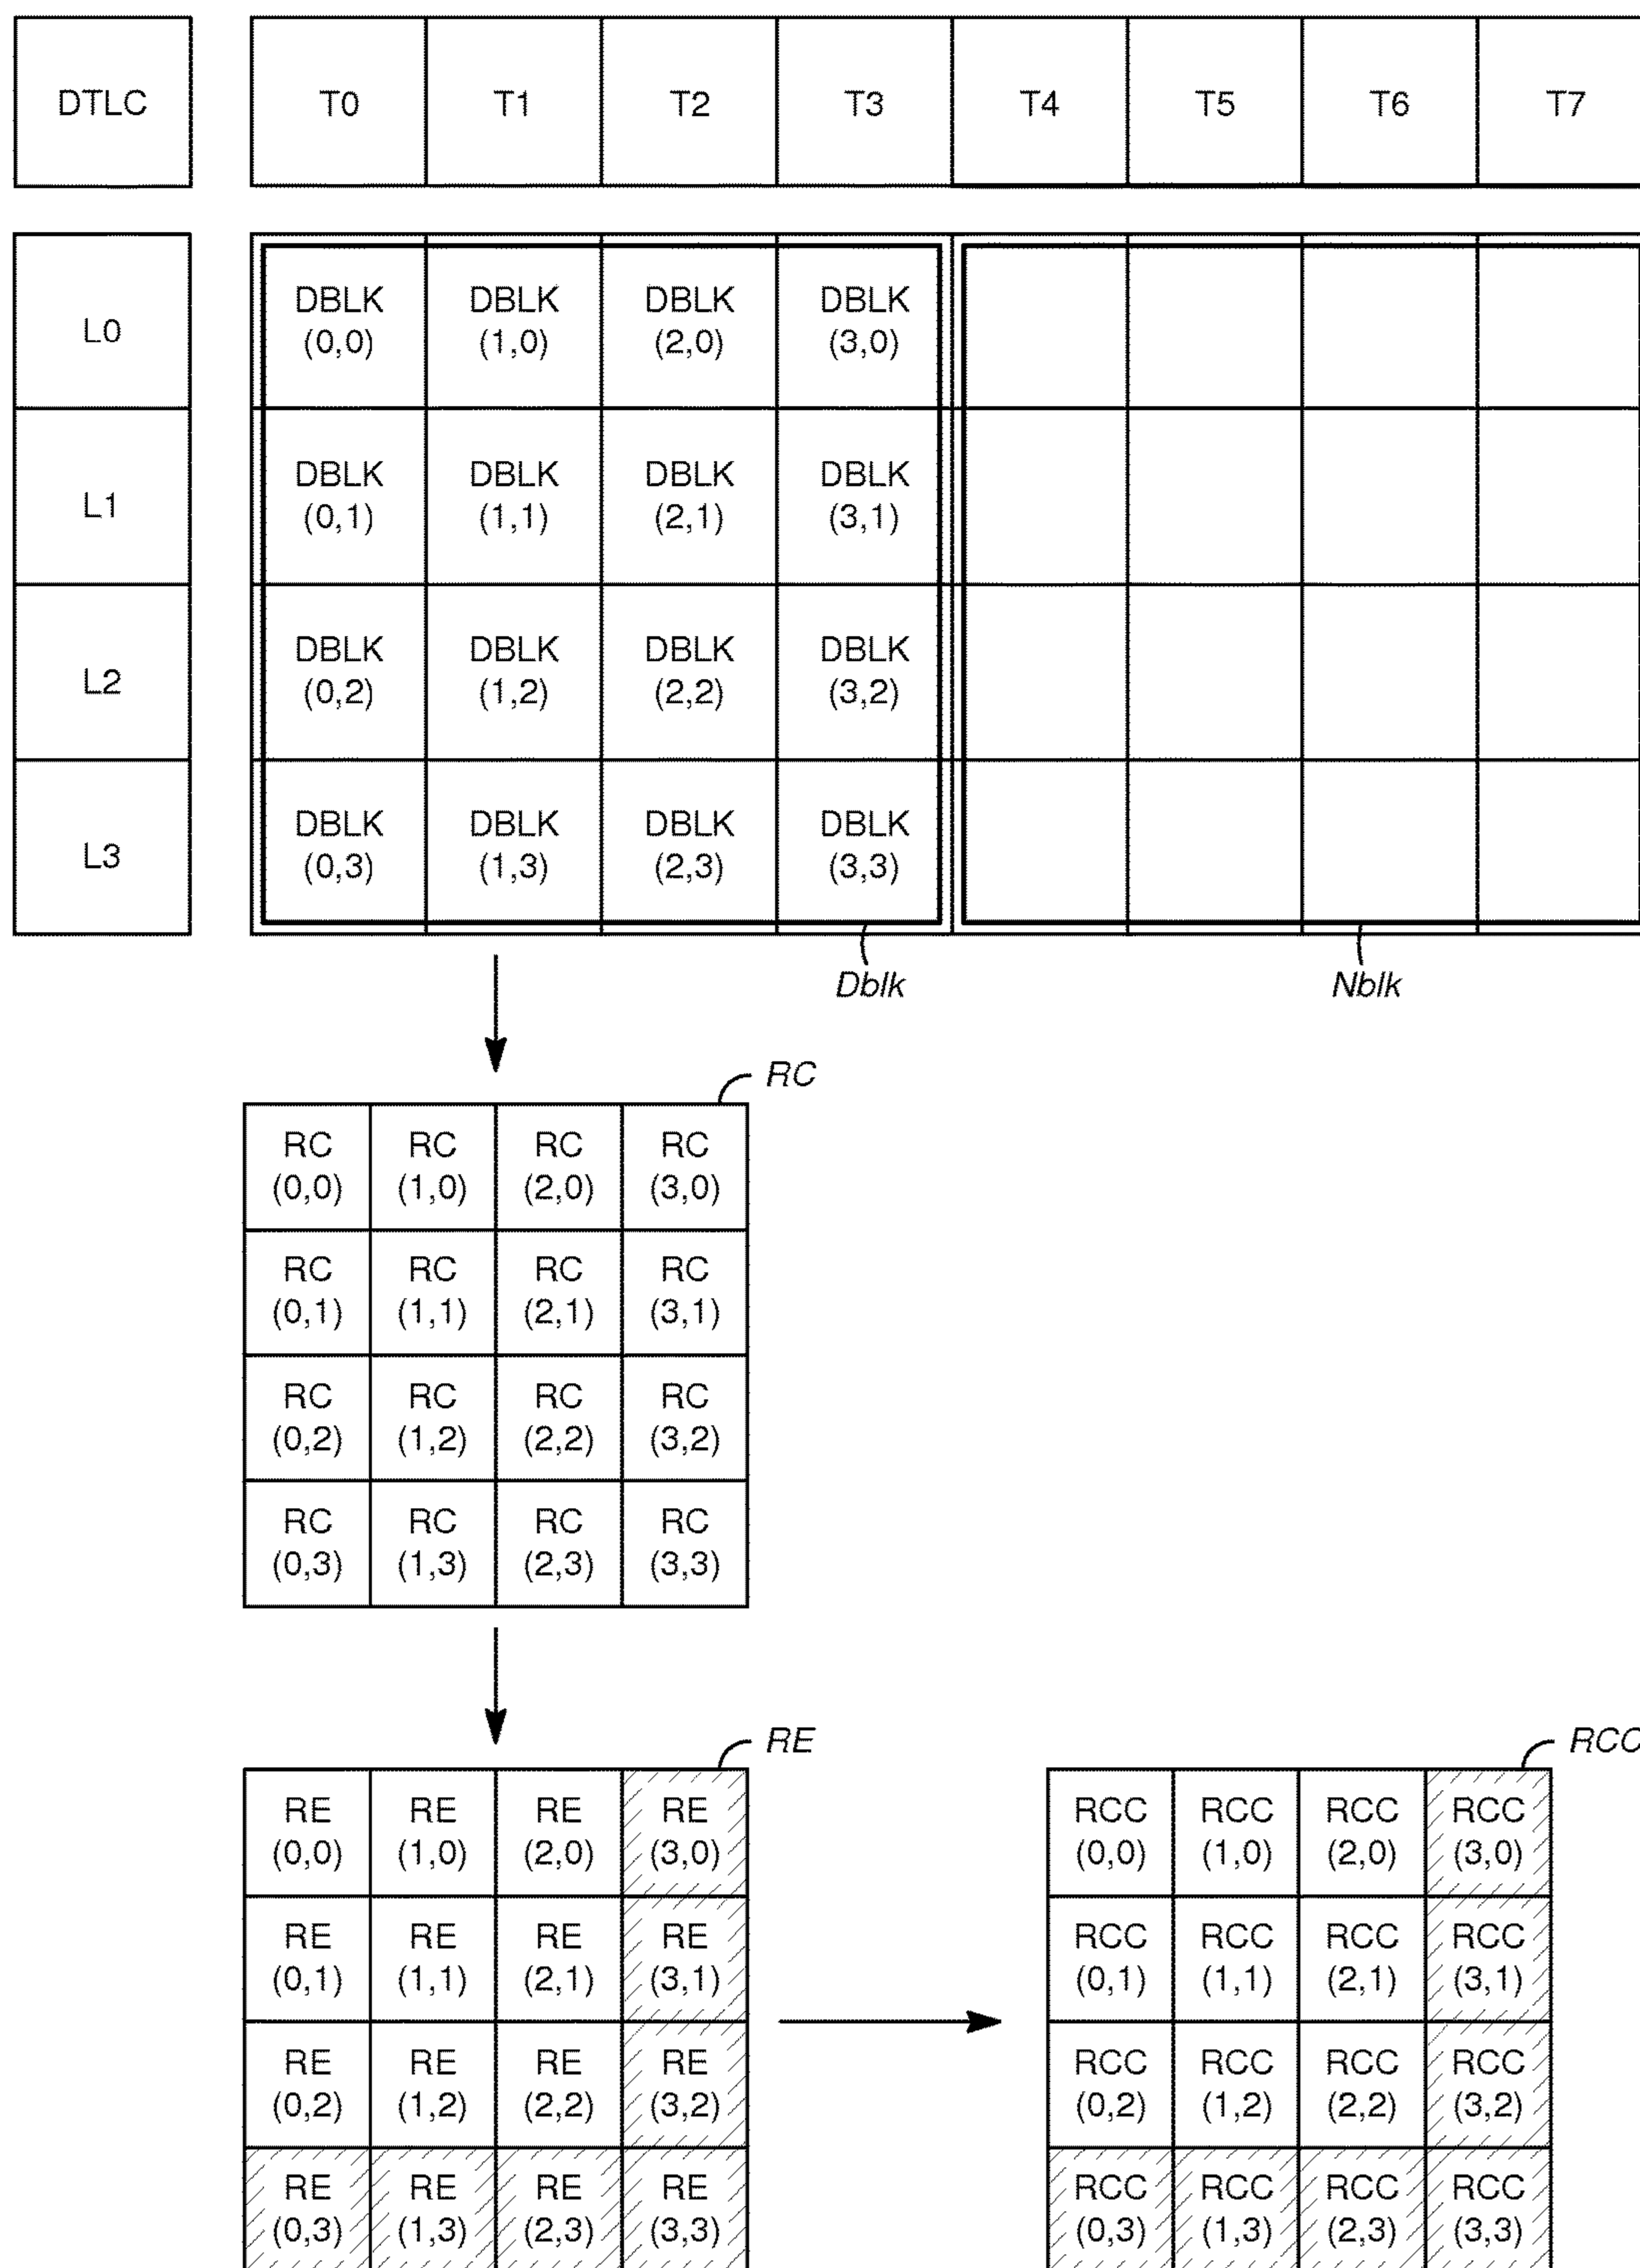 DTLC T0 T1 T2 T3 T4 T5 T6 T7
L0 DBLK DBLK DBLK DBLK
(0,0) (1,0) (2,0) (3,0)
L1 DBLK DBLK DBLK DBLK
(0,1) (1,1) (2,1) (3,1)
L2 DBLK DBLK DBLK DBLK
(0,2) (1,2) (2,2) (3,2)
L3 DBLK DBLK DBLK DBLK
(0,3) (1,3) (2,3) (3,3)
Dblk Nblk
RC
RC RC RC RC
(0,0) (1,0) (2,0) (3,0)
RC RC RC RC
(0,1) (1,1) (2,1) (3,1)
RC RC RC RC
(0,2) (1,2) (2,2) (3,2)
RC RC RC RC
(0,3) (1,3) (2,3) (3,3)
RE RCC
RE RE RE RE RCC RCC RCC RCC
(0,0) (1,0) (2,0) (3,0) (0,0) (1,0) (2,0) (3,0)
RE RE RE RE RCC RCC RCC RCC
(0,1) (1,1) (2,1) (3,1) (0,1) (1,1) (2,1) (3,1)
RE RE RE RE RCC RCC RCC RCC
(0,2) (1,2) (2,2) (3,2) (0,2) (1,2) (2,2) (3,2)
RE RE RE RE RCC RCC RCC RCC
(0,3) (1,3) (2,3) (3,3) (0,3) (1,3) (2,3) (3,3)